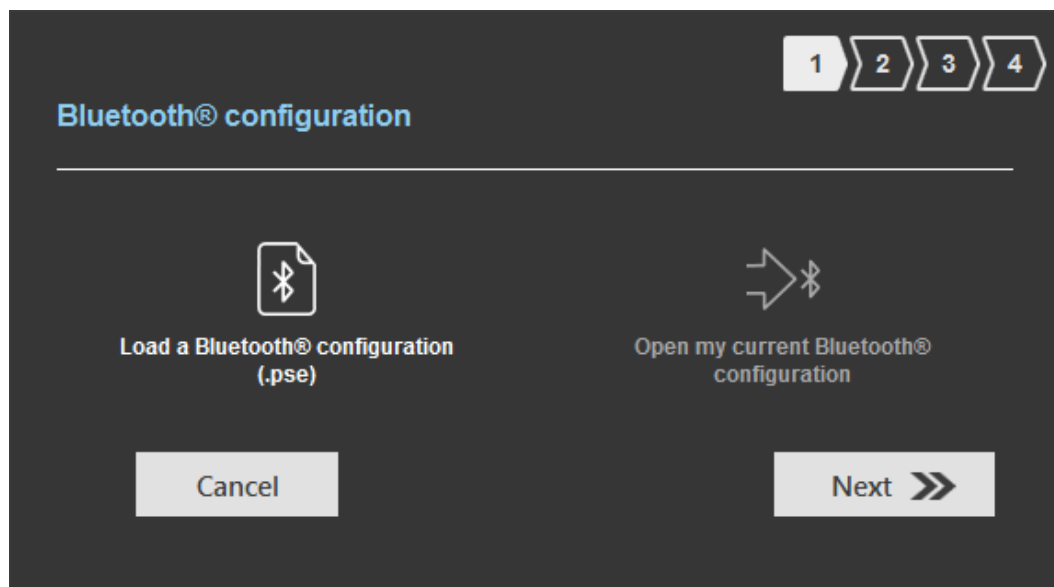 1 2 3 4
Bluetooth® configuration
Load a Bluetooth® configuration
(.pse)
Open my current Bluetooth®
configuration
Cancel
Next